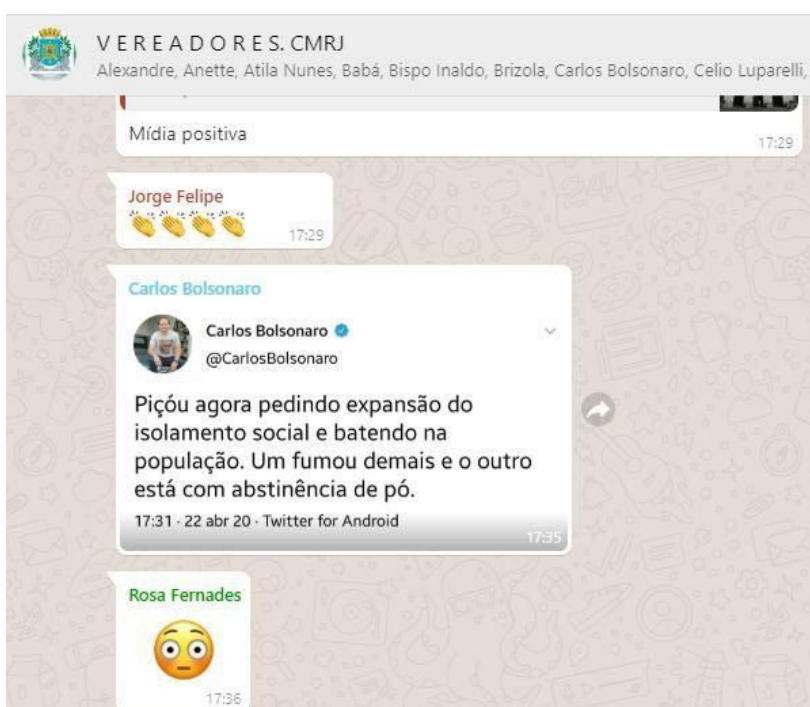 V E R E A D O R E S. CMRJ
Alexandre, Anette, Atila Nunes, Babá, Bispo Inaldo, Brizola, Carlos Bolsonaro, Celio Luparelli,
Mídia positiva
17:29
Jorge Felipe
17:29
Carlos Bolsonaro
Carlos Bolsonaro
@CarlosBolsonaro
Piçóu agora pedindo expansão do
isolamento social e batendo na
população. Um fumou demais e o outro
está com abstinência de pó.
17:31 · 22 abr 20 · Twitter for Android
17:35
Rosa Fernades
17:36